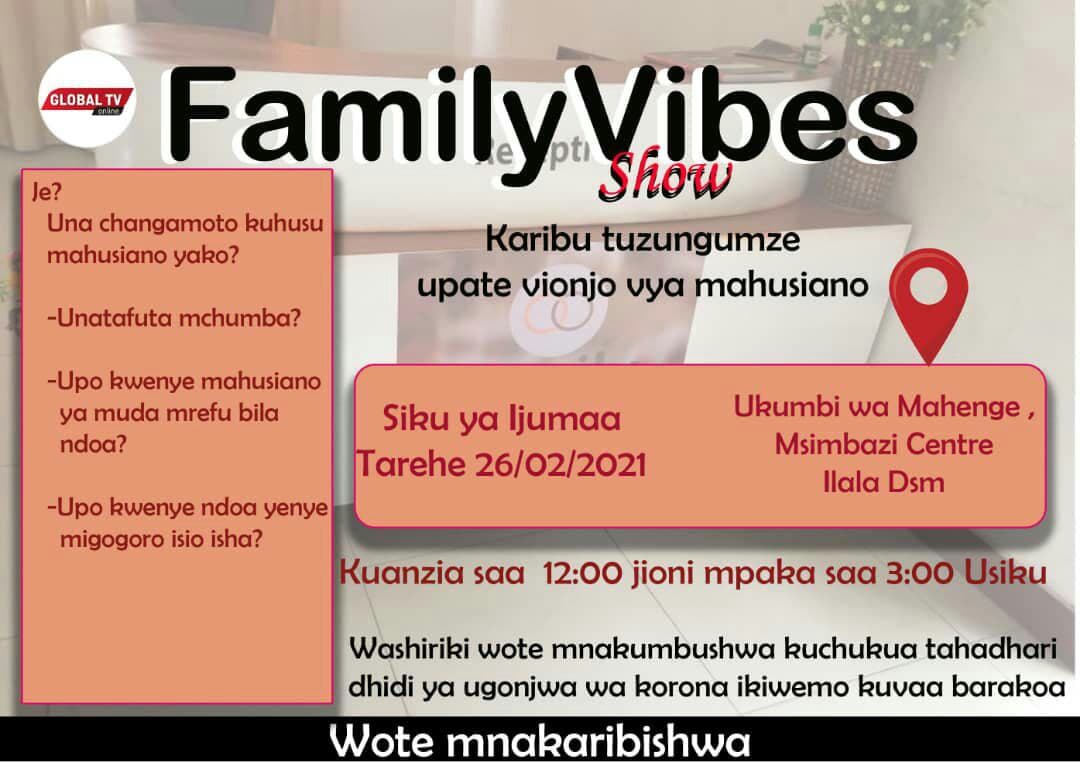 GLOBAL TV
online
FamilyVibes
Show
Je?
Una changamoto kuhusu
mahusiano yako?
-Unatafuta mchumba?
-Upo kwenye mahusiano
ya muda mrefu bila
ndoa?
-Upo kwenye ndoa yenye
migogoro isio isha?
Karibu tuzungumze
upate vionjo vya mahusiano
Siku ya Ijumaa
Tarehe 26/02/2021
Ukumbi wa Mahenge ,
Msimbazi Centre
Ilala Dsm
Kuanzia saa 12:00 jioni mpaka saa 3:00 Usiku
Washiriki wote mnakumbushwa kuchukua tahadhari
dhidi ya ugonjwa wa korona ikiwemo kuvaa barakoa
Wote mnakaribishwa